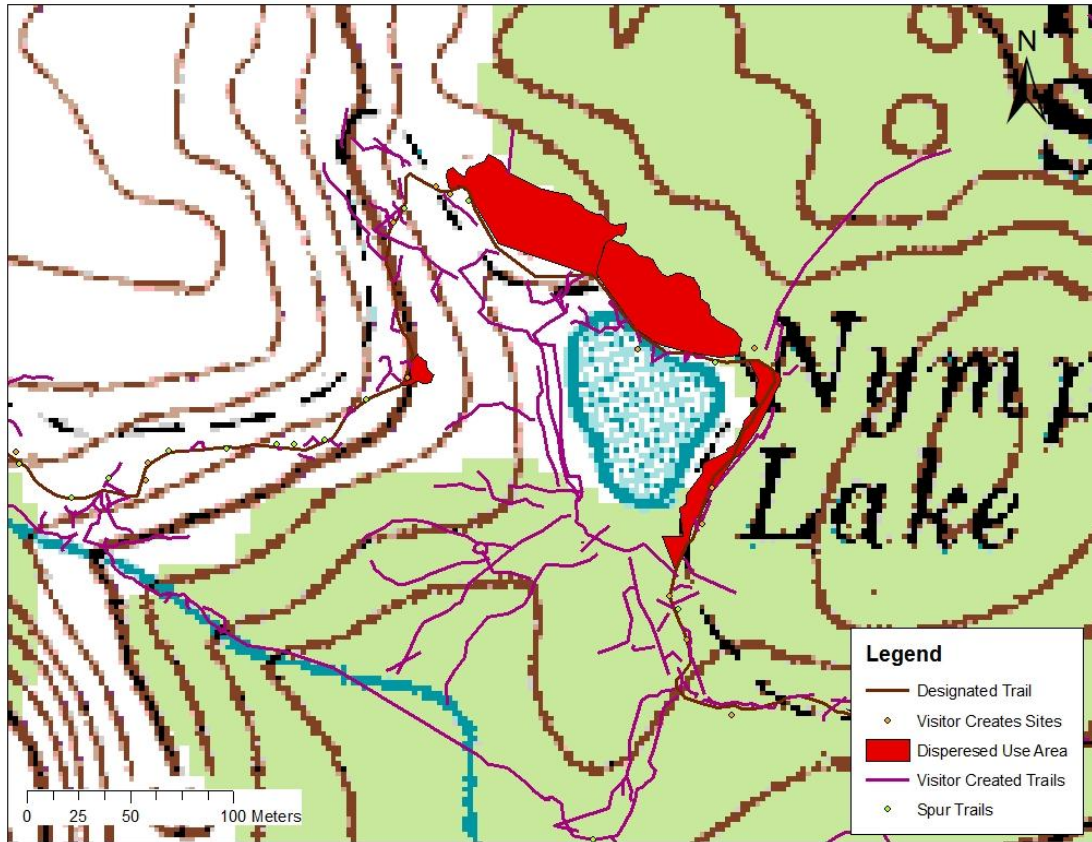 N
Nymp
Lake
Legend
Designated Trail
Visitor Creates Sites
Disperesed Use Area
Visitor Created Trails
Spur Trails
0 25 50 100 Meters